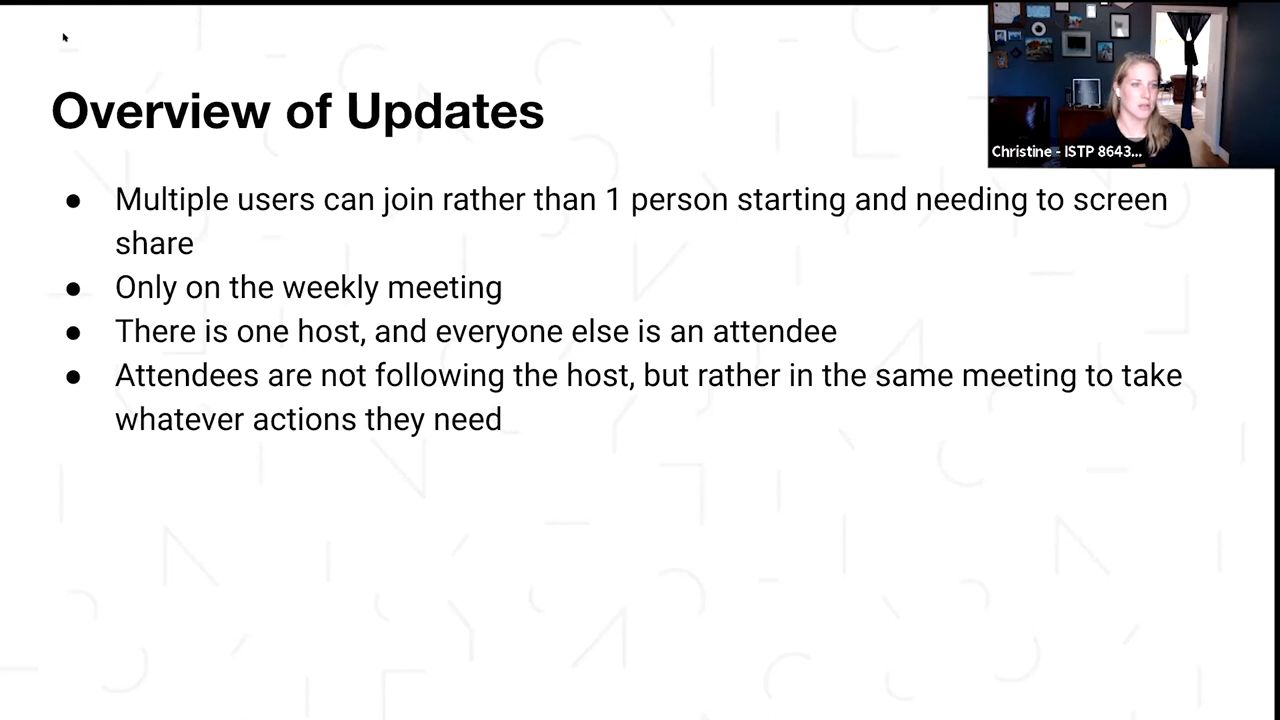 Overview of Updates
● Multiple users can join rather than 1 person starting and needing to screen
share
● Only on the weekly meeting
● There is one host, and everyone else is an attendee
● Attendees are not following the host, but rather in the same meeting to take
whatever actions they need
Christine - ISTP 8643...